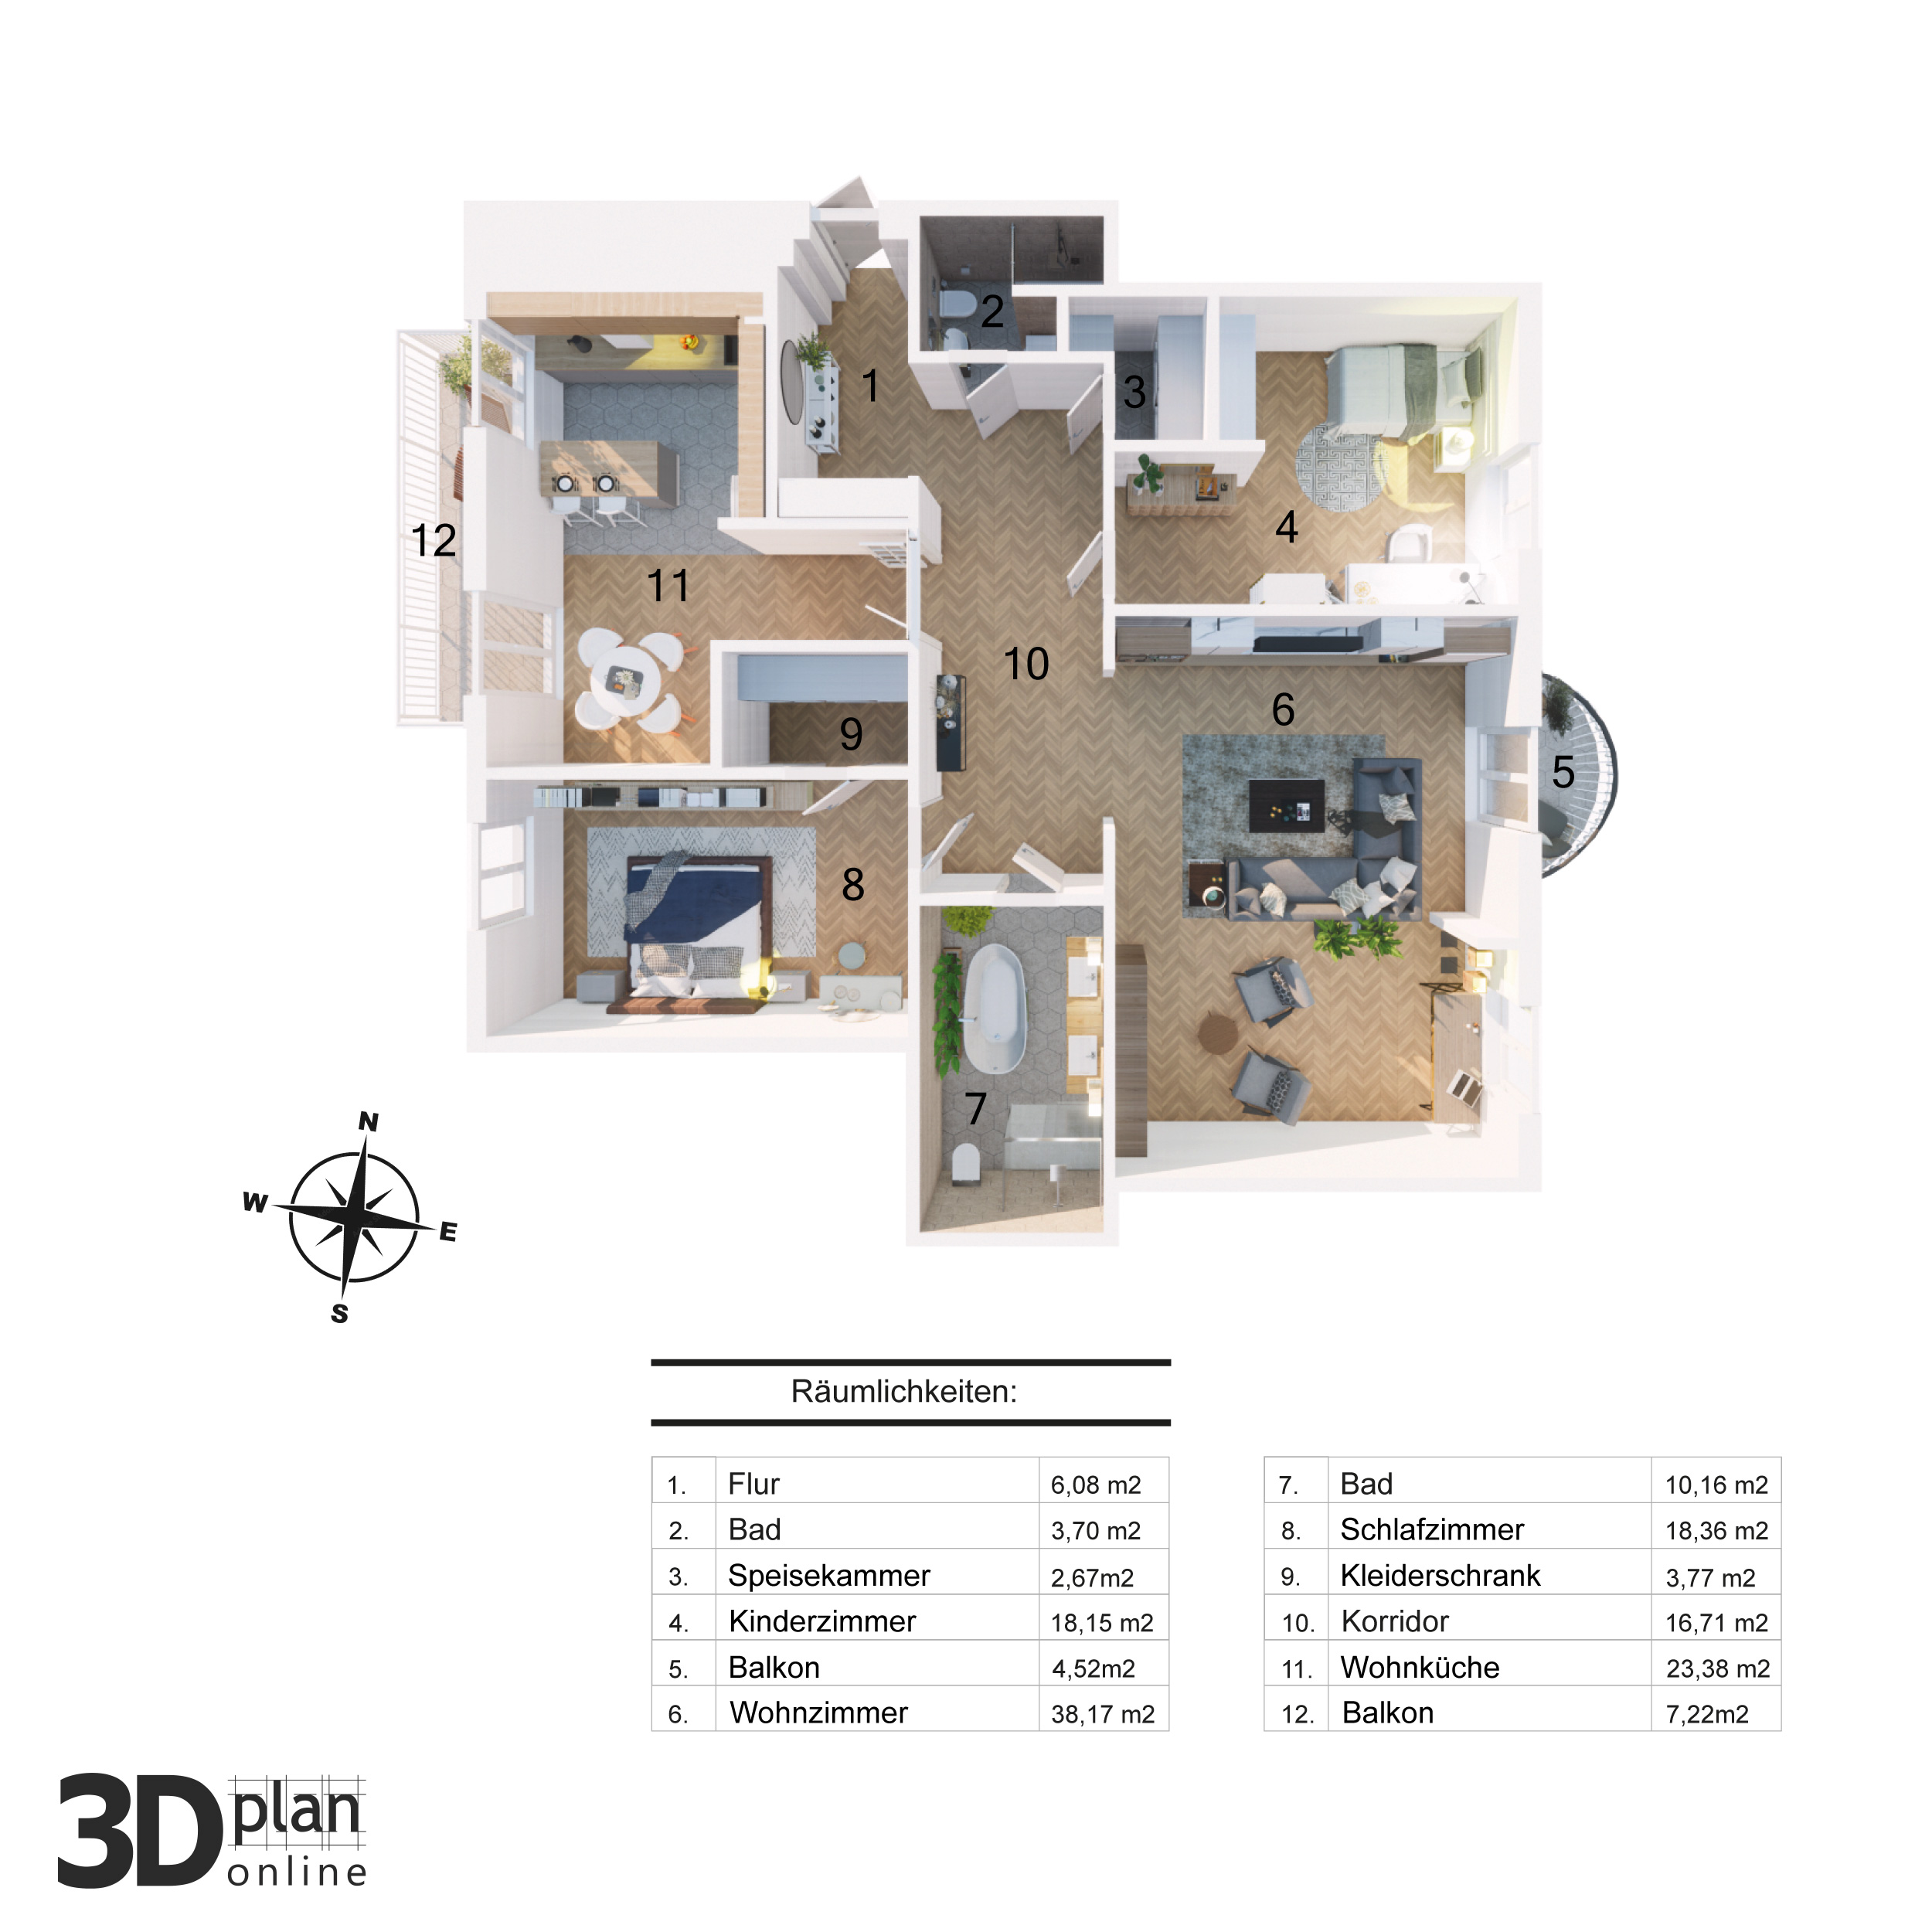 2
1
3
12
4
11
10
6
9
5
8
7
N
W
E
S
Räumlichkeiten:
1. Flur 6,08 m2
2. Bad 3,70 m2
3. Speisekammer 2,67m2
4. Kinderzimmer 18,15 m2
5. Balkon 4,52m2
6. Wohnzimmer 38,17 m2
7. Bad 10,16 m2
8. Schlafzimmer 18,36 m2
9. Kleiderschrank 3,77 m2
10. Korridor 16,71 m2
11. Wohnküche 23,38 m2
12. Balkon 7,22m2
3D plan
online